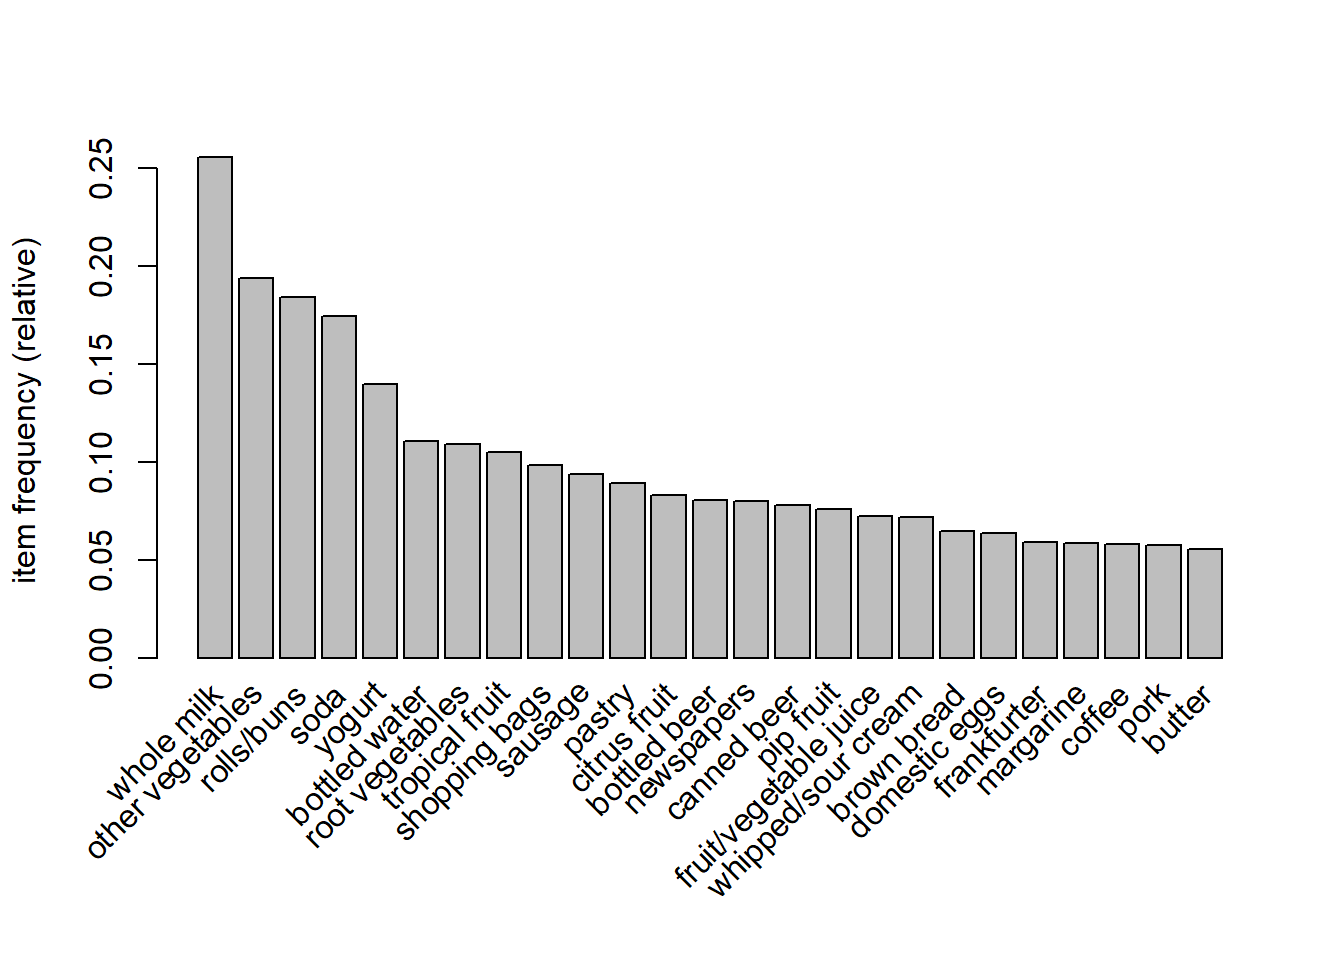 item frequency (relative)
0.25
0.20
0.15
0.10
0.05
0.00
whole milk
other vegetables
rolls/buns
soda
yogurt
bottled water
root vegetables
tropical fruit
shopping bags
sausage
pastry
citrus fruit
bottled beer
newspapers
canned beer
pip fruit
fruit/vegetable juice
whipped/sour cream
brown bread
domestic eggs
frankfurter
margarine
coffee
pork
butter